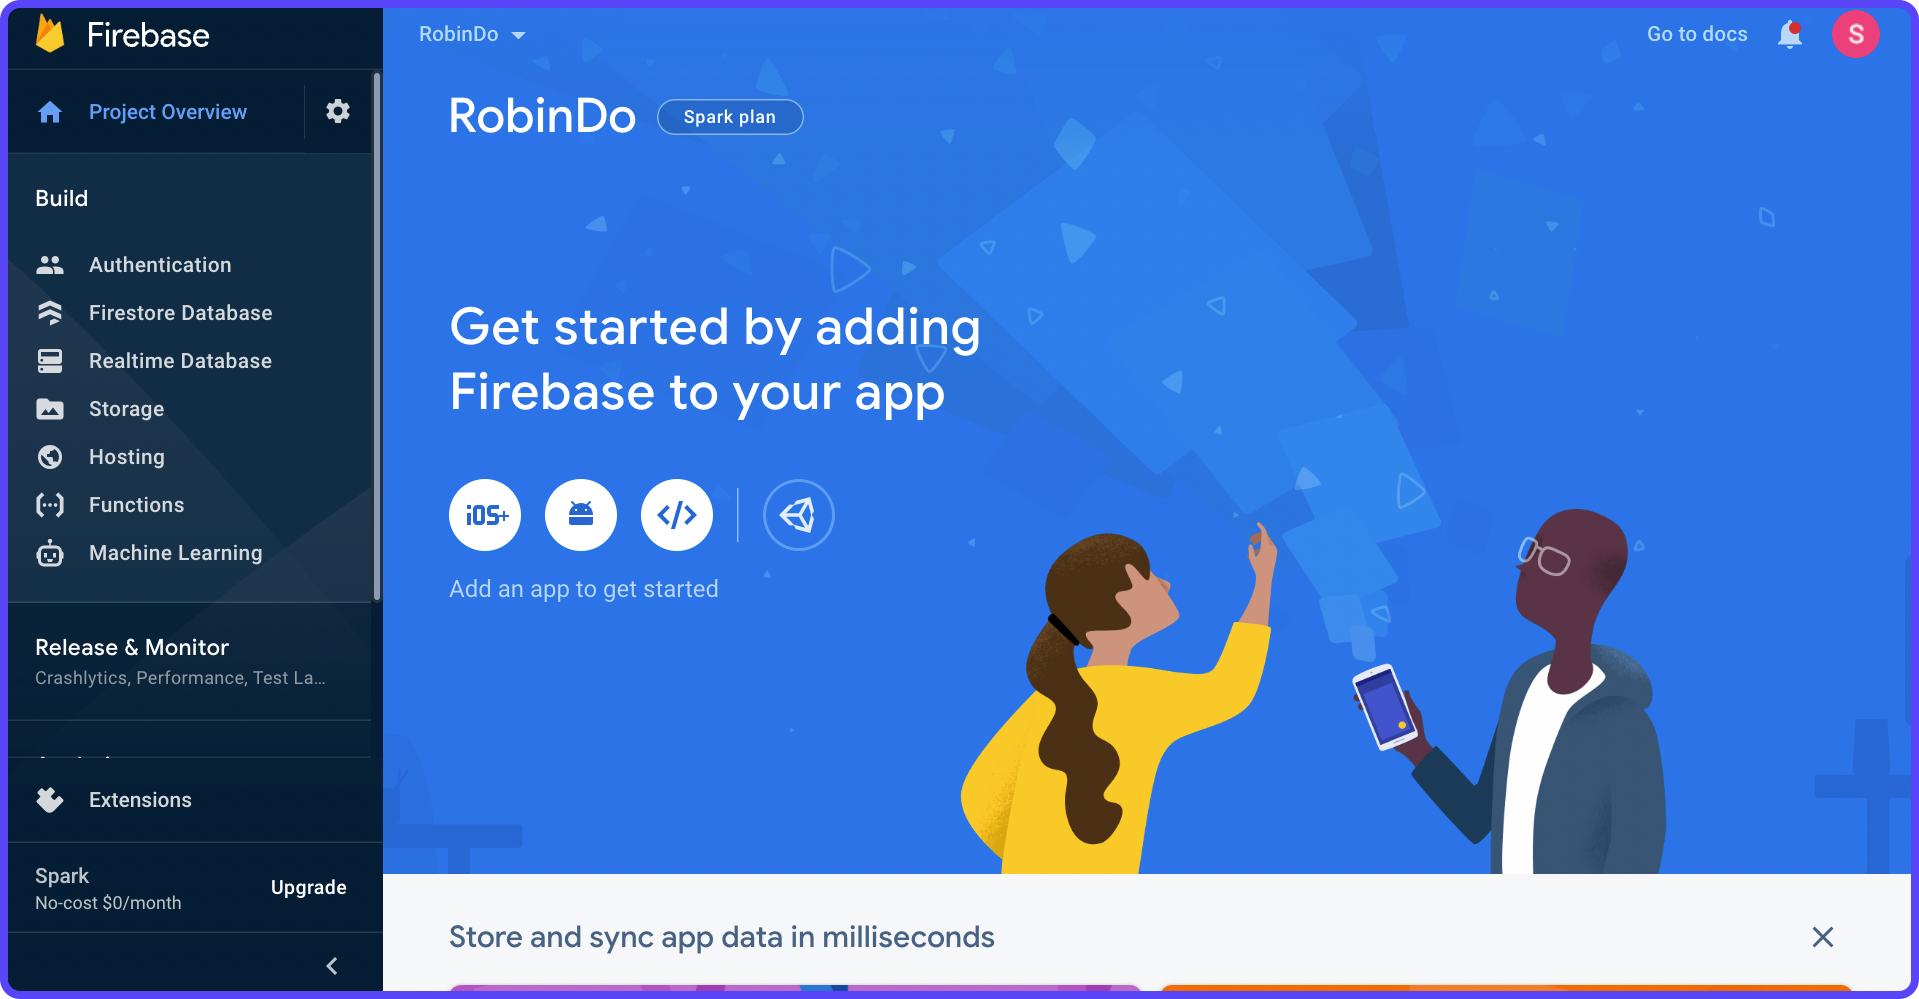 Firebase
Project Overview
Build
Authentication
Firestore Database
Realtime Database
Storage
Hosting
Functions
Machine Learning
Release & Monitor
Crashlytics, Performance, Test La...
Extensions
Spark
No-cost $0/month
Upgrade
RobinDo
Go to docs
S
RobinDo
Spark plan
Get started by adding
Firebase to your app
iOS+
</>
Add an app to get started
Store and sync app data in milliseconds